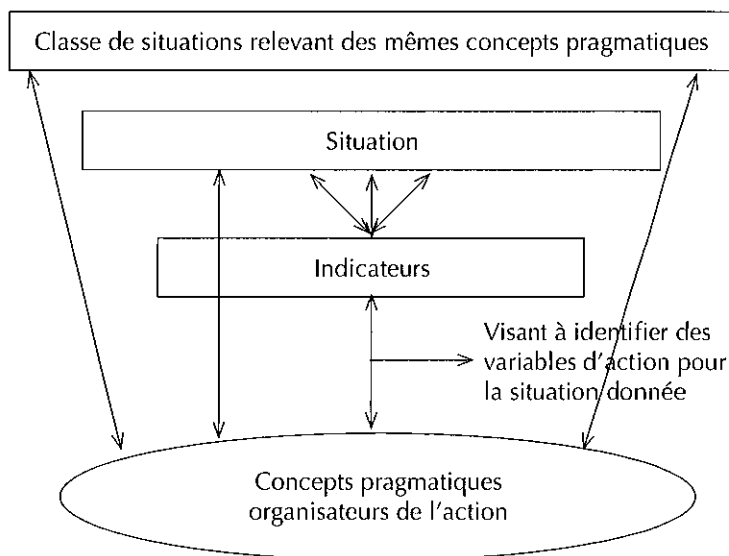 Classe de situations relevant des mêmes concepts pragmatiques
Situation
Indicateurs
Visant à identifier des
variables d'action pour
la situation donnée
Concepts pragmatiques
organisateurs de l'action